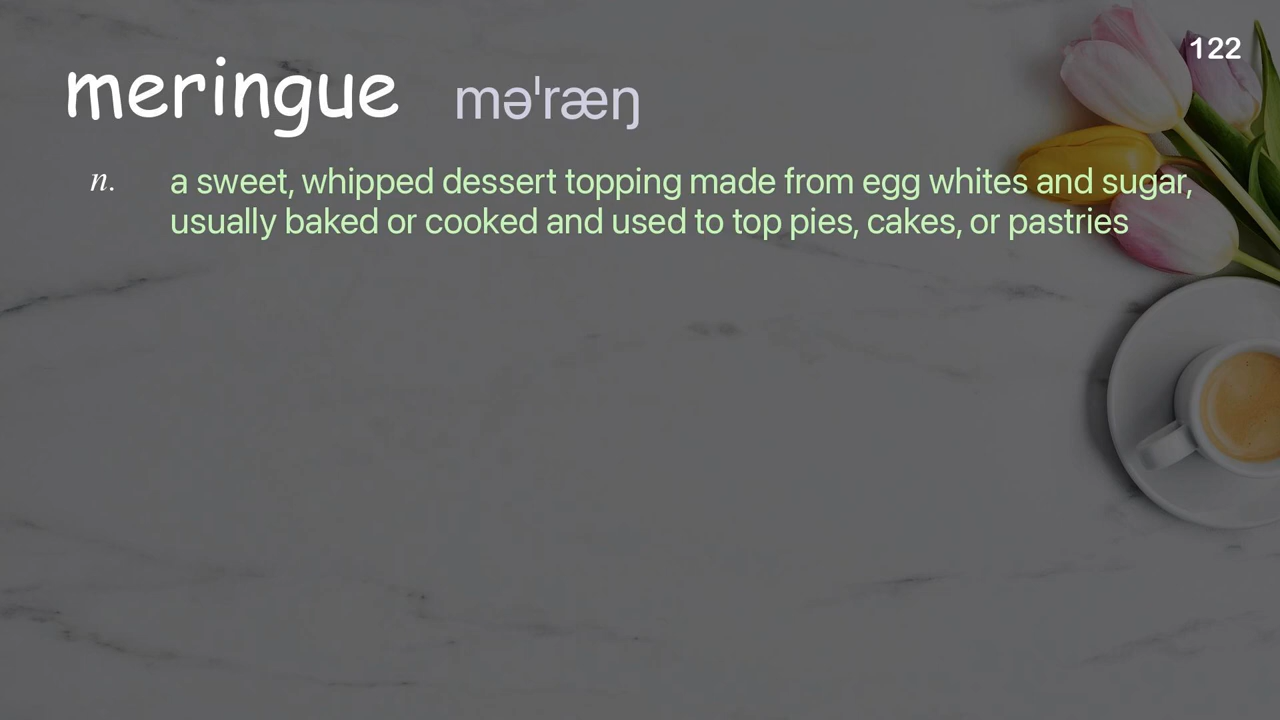 122
meringue məˈræŋ
n. a sweet, whipped dessert topping made from egg whites and sugar,
usually baked or cooked and used to top pies, cakes, or pastries